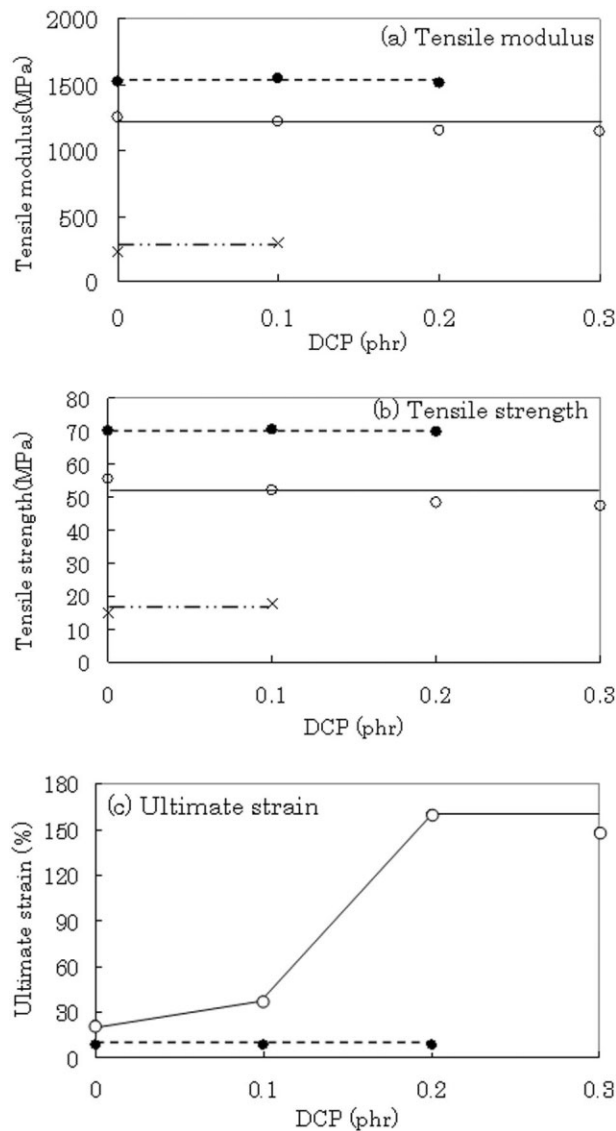 (a) Tensile modulus
Tensile modulus(MPa)
2000
1500
1000
500
0
0 0.1 0.2 0.3
DCP (phr)
(b) Tensile strength
Tensile strength(MPa)
80
70
60
50
40
30
20
10
0
0 0.1 0.2 0.3
DCP (phr)
(c) Ultimate strain
Ultimate strain (%)
180
150
120
90
60
30
0
0 0.1 0.2 0.3
DCP (phr)